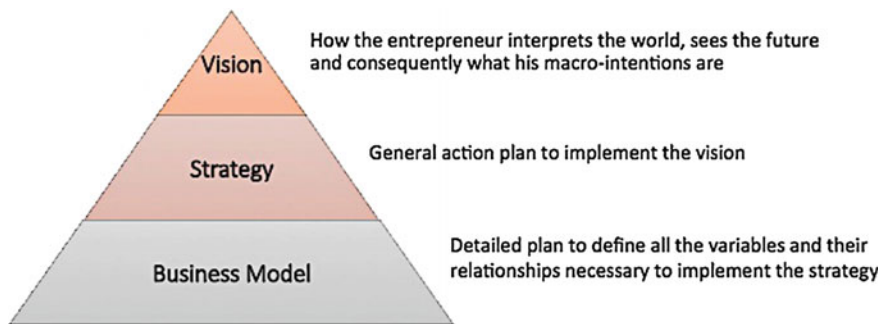 Vision
How the entrepreneur interprets the world, sees the future
and consequently what his macro-intentions are
Strategy
General action plan to implement the vision
Business Model
Detailed plan to define all the variables and their
relationships necessary to implement the strategy